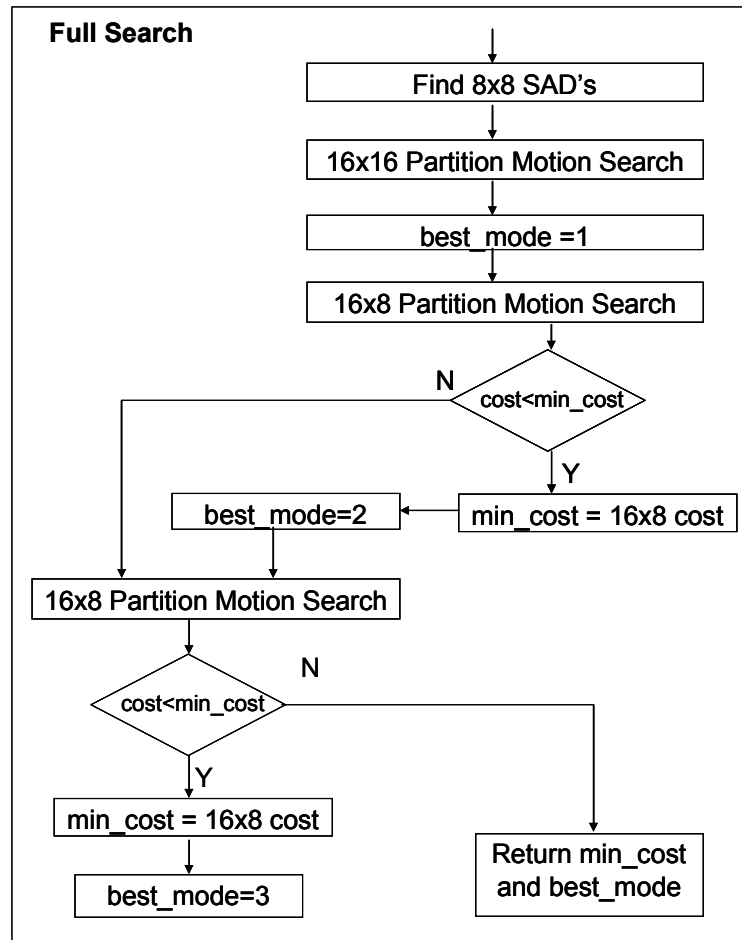 Full Search
Find 8x8 SAD's
16x16 Partition Motion Search
best_mode =1
16x8 Partition Motion Search
N
cost<min_cost
Y
best_mode=2
min_cost = 16x8 cost
16x8 Partition Motion Search
N
cost<min_cost
Y
min_cost = 16x8 cost
Return min_cost
and best_mode
best_mode=3